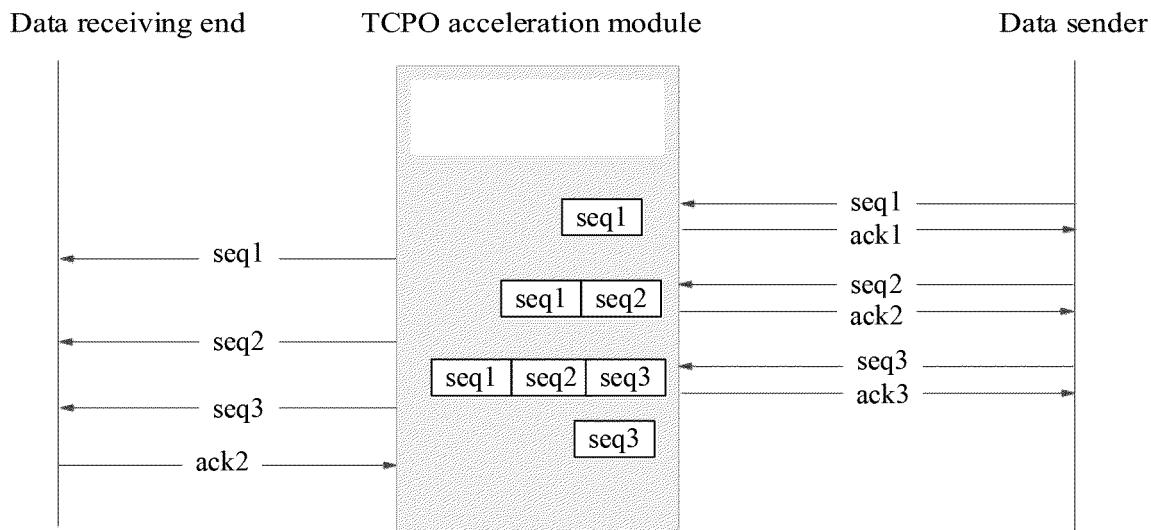 Data receiving end TCPO acceleration module Data sender
seq1
seq1
ack1
seq1
seq2
seq1 seq2
ack2
seq2
seq3
seq1 seq2 seq3
ack3
seq3
seq3
ack2